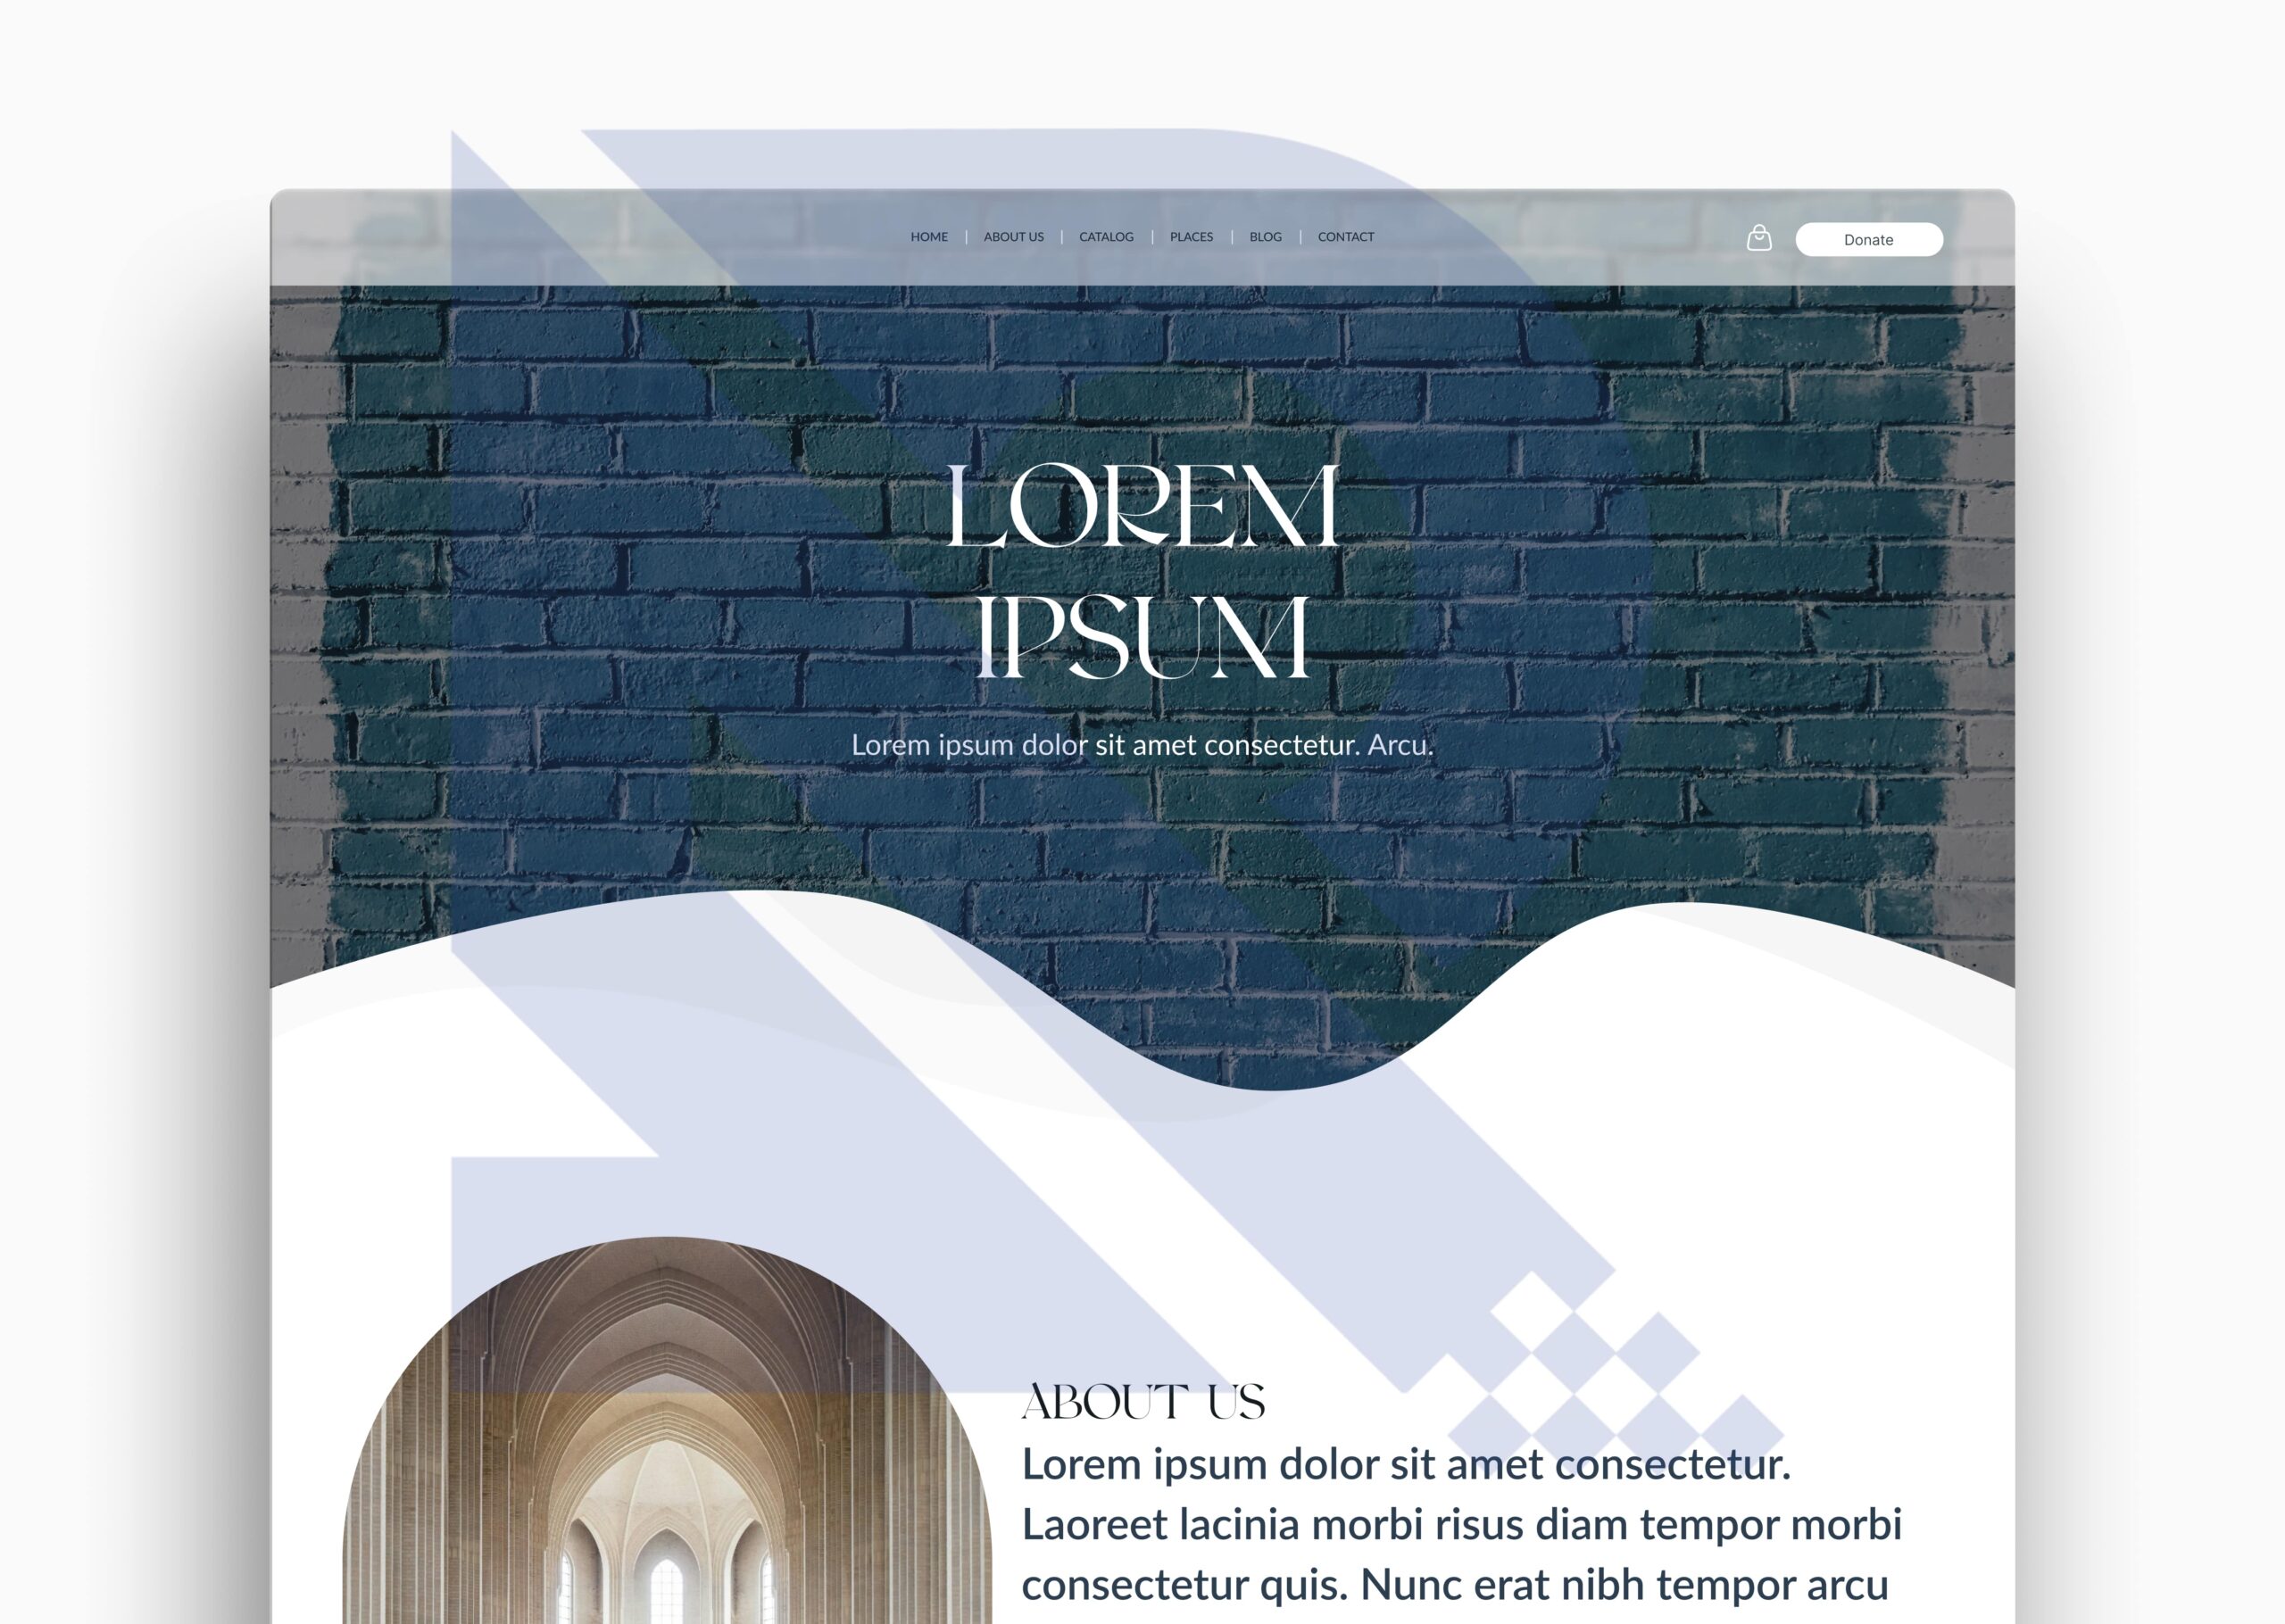 HOME | ABOUT US | CATALOG | PLACES | BLOG | CONTACT
Donate
LOREM
IPSUM
Lorem ipsum dolor sit amet consectetur. Arcu.
ABOUT US
Lorem ipsum dolor sit amet consectetur.
Laoreet lacinia morbi risus diam tempor morbi
consectetur quis. Nunc erat nibh tempor arcu